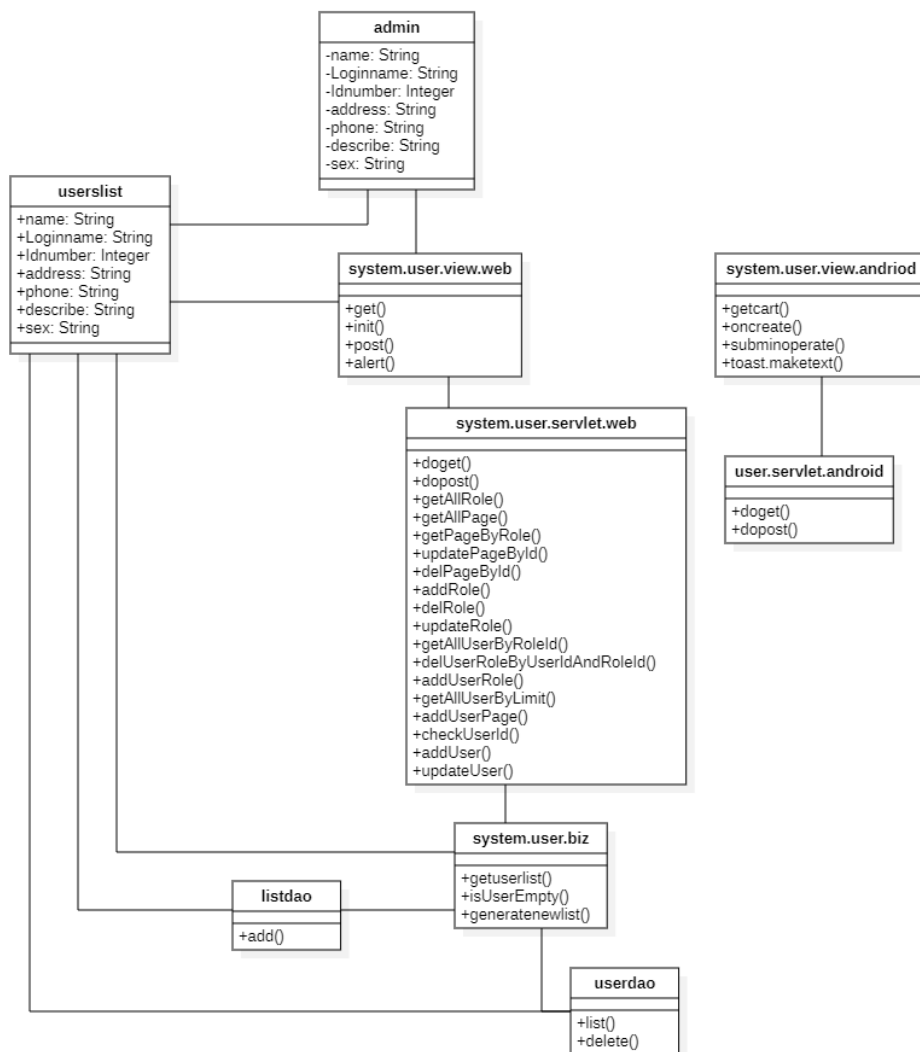 admin
-name: String
-Loginname: String
-Idnumber: Integer
-address: String
-phone: String
-describe: String
-sex: String
userslist
+name: String
+Loginname: String
+Idnumber: Integer
+address: String
+phone: String
+describe: String
+sex: String
system.user.view.web
+get()
+init()
+post()
+alert()
system.user.view.andriod
+getcart()
+oncreate()
+subminoperate()
+toast.maketext()
system.user.servlet.web
+doget()
+dopost()
+getAllRole()
+getAllPage()
+getPageByRole()
+updatePageById()
+delPageById()
+addRole()
+delRole()
+updateRole()
+getAllUserByRoleId()
+delUserRoleByUserIdAndRoleId()
+addUserRole()
+getAllUserByLimit()
+addUserPage()
+checkUserId()
+addUser()
+updateUser()
user.servlet.android
+doget()
+dopost()
system.user.biz
+getuserlist()
+isUserEmpty()
+generatenewlist()
listdao
+add()
userdao
+list()
+delete()